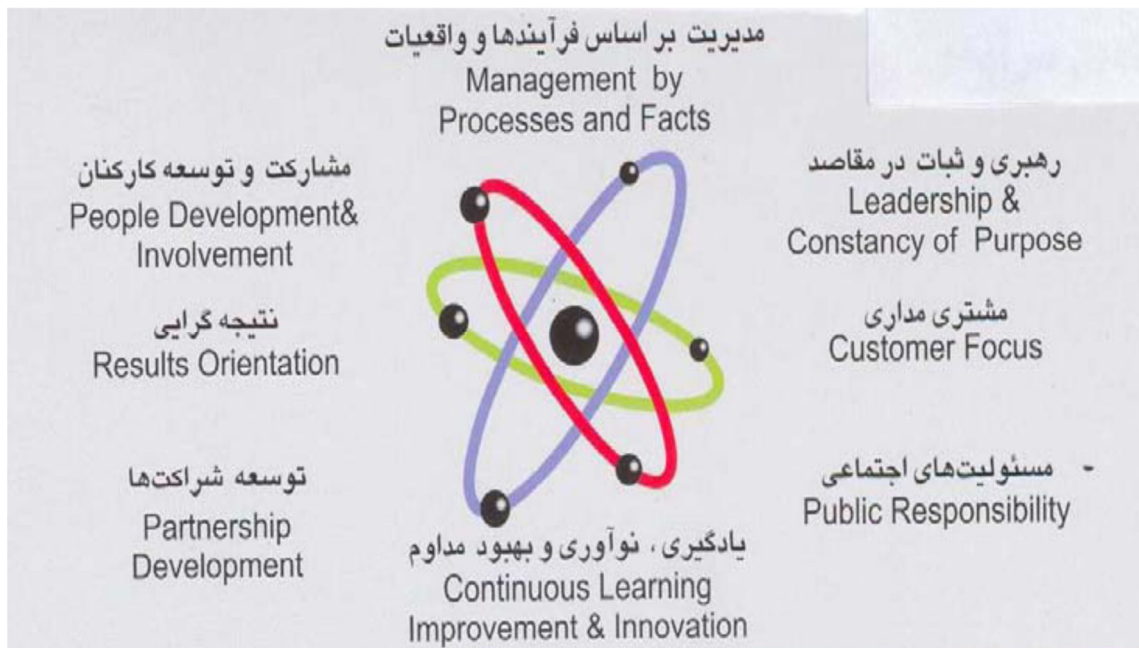 مدیریت بر اساس فرآیندها و واقعیات
Management by
Processes and Facts
مشارکت و توسعه کارکنان
People Development&
Involvement
رهبری و ثبات در مقاصد
Leadership &
Constancy of Purpose
نتیجه گرایی
Results Orientation
مشتری مداری
Customer Focus
توسعه شراکت‌ها
Partnership
Development
- مسئولیت‌های اجتماعی
Public Responsibility
یادگیری، نوآوری و بهبود مداوم
Continuous Learning
Improvement & Innovation